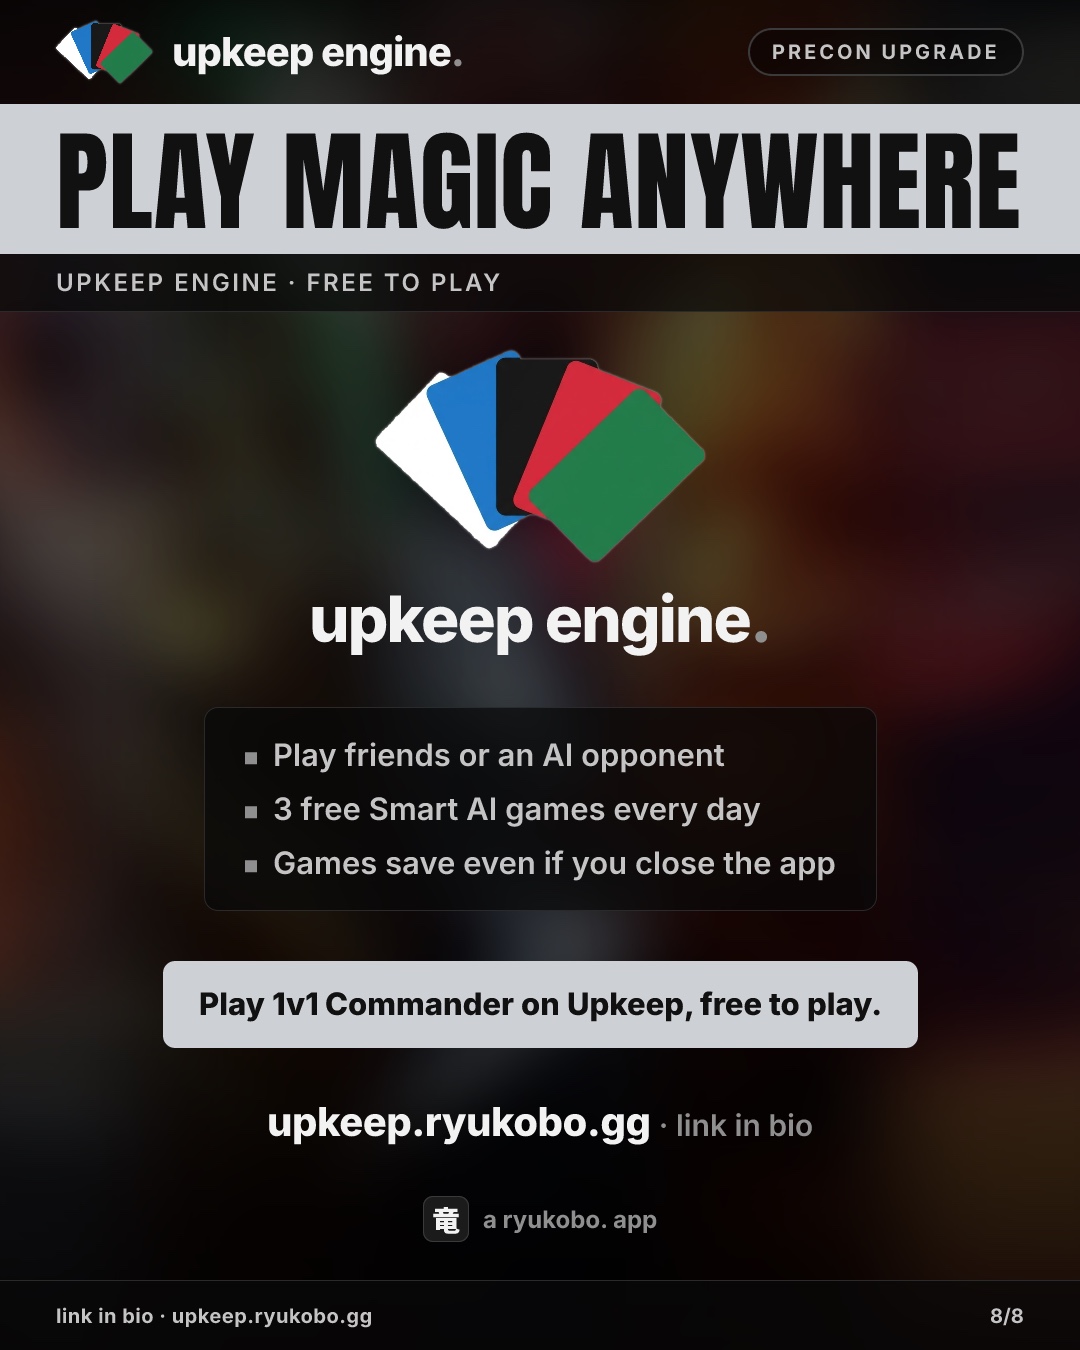 upkeep engine.
PRECON UPGRADE
PLAY MAGIC ANYWHERE
UPKEEP ENGINE · FREE TO PLAY
upkeep engine.
▪ Play friends or an AI opponent
▪ 3 free Smart AI games every day
▪ Games save even if you close the app
Play 1v1 Commander on Upkeep, free to play.
upkeep.ryukobo.gg · link in bio
竜 a ryukobo. app
link in bio · upkeep.ryukobo.gg
8/8